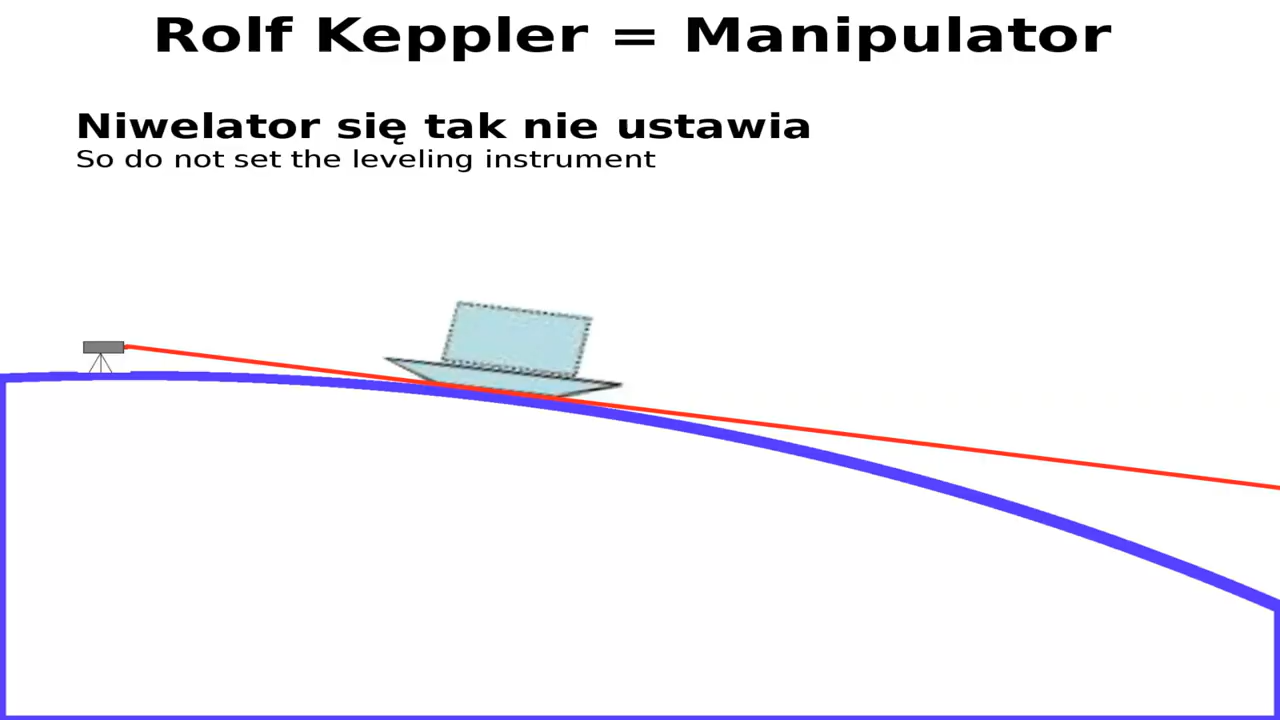 Rolf Keppler = Manipulator
Niwelator się tak nie ustawia
So do not set the leveling instrument